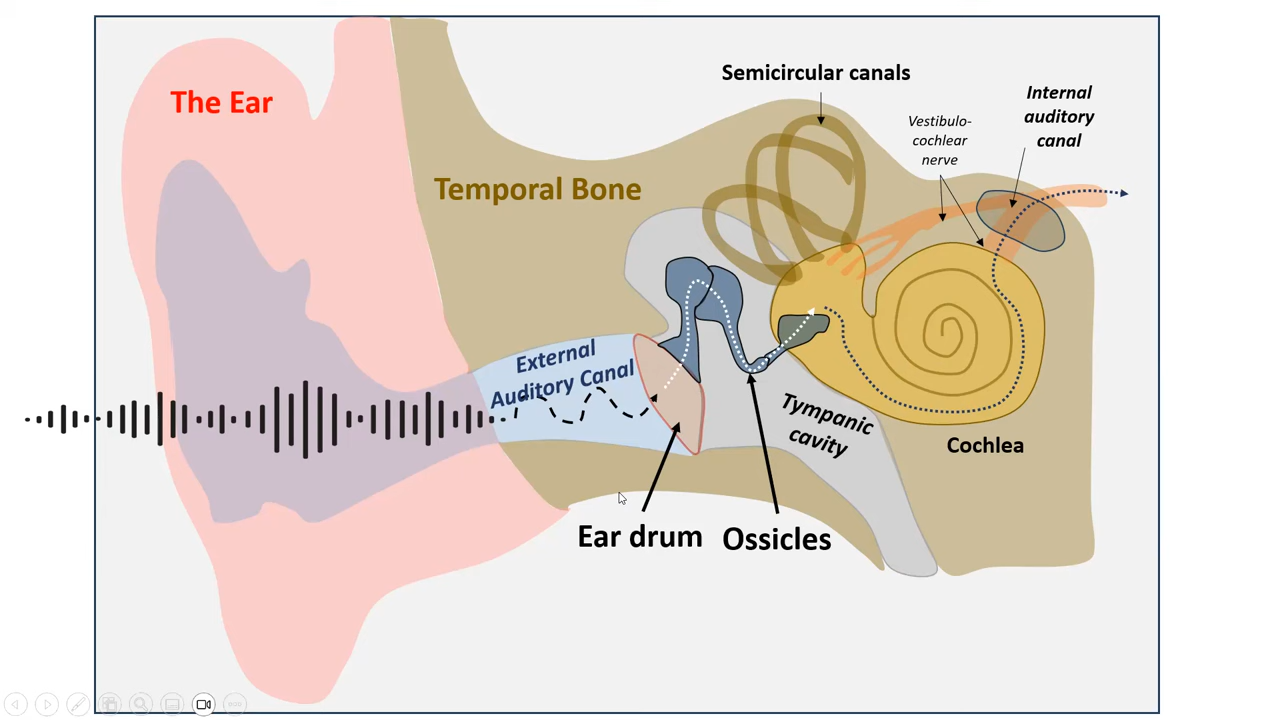 The Ear
Temporal Bone
Semicircular canals
Vestibulo-
cochlear
nerve
Internal
auditory
canal
External
Auditory Canal
Tympanic
cavity
Cochlea
Ear drum
Ossicles